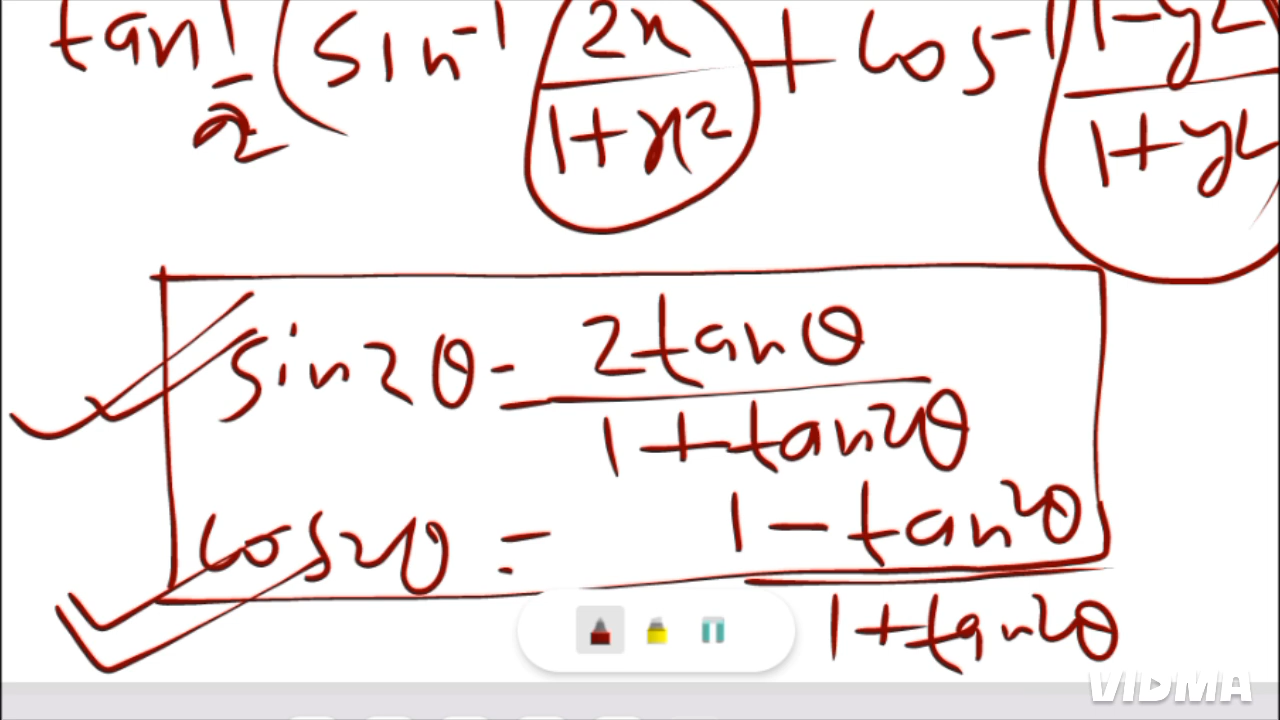 tan 1/2 (sin⁻¹ 2x/1+x² + cos⁻¹ 1-y²/1+y²
sin2θ = 2tanθ/1+tan²θ
cos2θ = 1-tan²θ/1+tan²θ
VIDMA